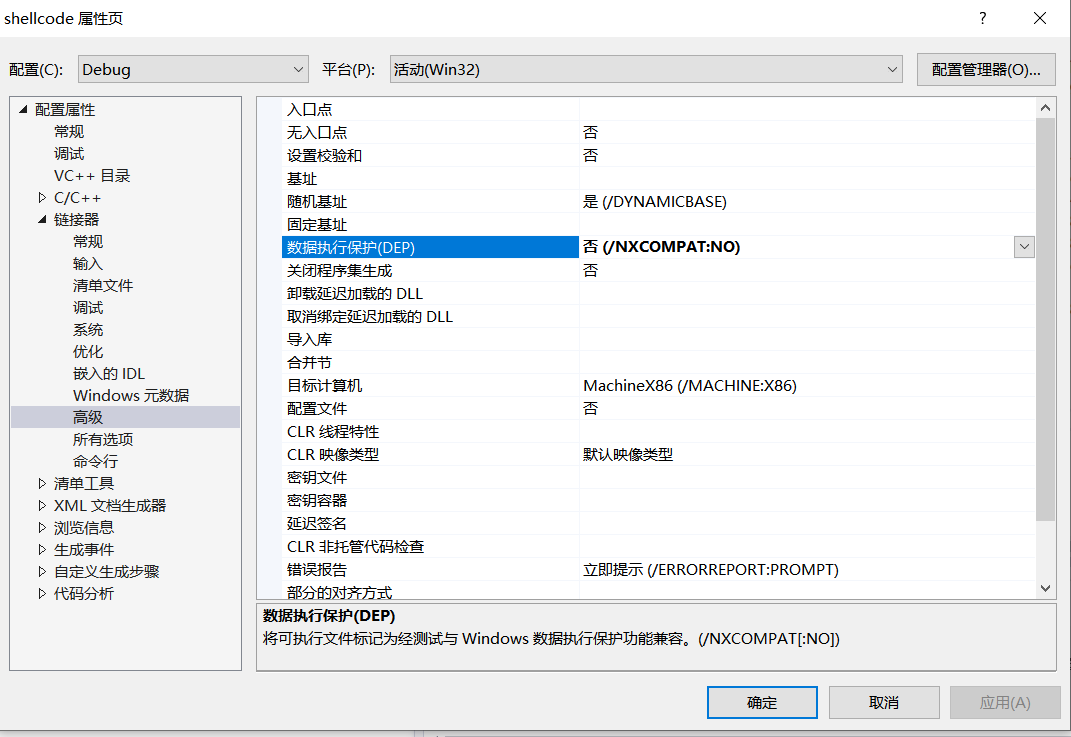 shellcode 属性页
配置(C): Debug 平台(P): 活动(Win32) 配置管理器(O)...
配置属性
常规
调试
VC++ 目录
C/C++
链接器
常规
输入
清单文件
调试
系统
优化
嵌入的 IDL
Windows 元数据
高级
所有选项
命令行
清单工具
XML 文档生成器
浏览信息
生成事件
自定义生成步骤
代码分析
入口点
无入口点 否
设置校验和 否
基址
随机基址 是 (/DYNAMICBASE)
固定基址
数据执行保护(DEP) 否 (/NXCOMPAT:NO)
关闭程序集生成 否
卸载延迟加载的 DLL
取消绑定延迟加载的 DLL
导入库
合并节
目标计算机 MachineX86 (/MACHINE:X86)
配置文件 否
CLR 线程特性
CLR 映像类型 默认映像类型
密钥文件
密钥容器
延迟签名
CLR 非托管代码检查
错误报告 立即提示 (/ERRORREPORT:PROMPT)
部分的对齐方式
数据执行保护(DEP)
将可执行文件标记为经测试与 Windows 数据执行保护功能兼容。(/NXCOMPAT[:NO])
确定 取消 应用(A)